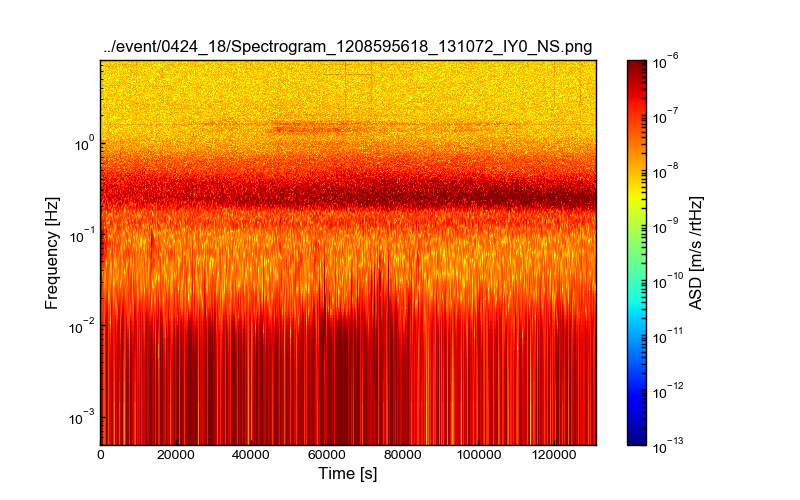 ../event/0424_18/Spectrogram_1208595618_131072_IY0_NS.png
Frequency [Hz]
10⁰
10⁻¹
10⁻²
10⁻³
0 20000 40000 60000 80000 100000 120000
Time [s]
10⁻⁶
10⁻⁷
10⁻⁸
10⁻⁹
10⁻¹⁰
10⁻¹¹
10⁻¹²
10⁻¹³
ASD [m/s /rtHz]